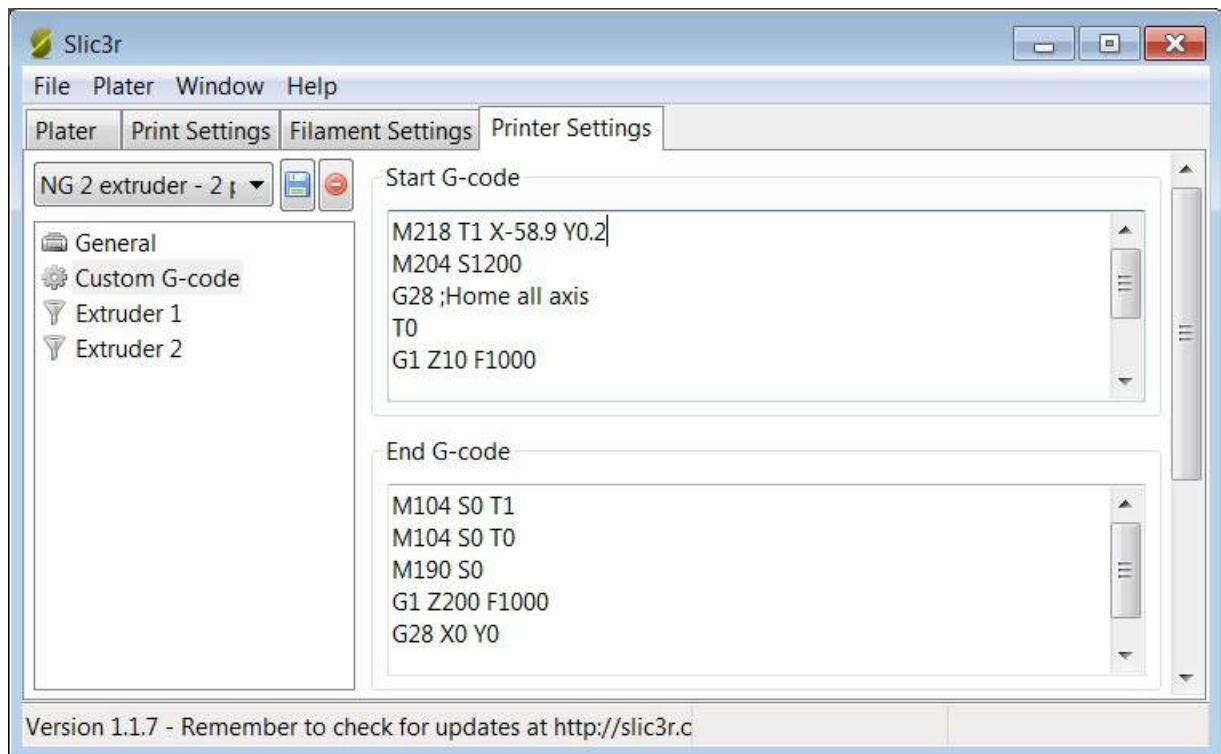 Slic3r
File Plater Window Help
Plater Print Settings Filament Settings Printer Settings
NG 2 extruder - 2
General
Custom G-code
Extruder 1
Extruder 2
Start G-code
M218 T1 X-58.9 Y0.2
M204 S1200
G28 ;Home all axis
T0
G1 Z10 F1000
End G-code
M104 S0 T1
M104 S0 T0
M190 S0
G1 Z200 F1000
G28 X0 Y0
Version 1.1.7 - Remember to check for updates at http://slic3r.c